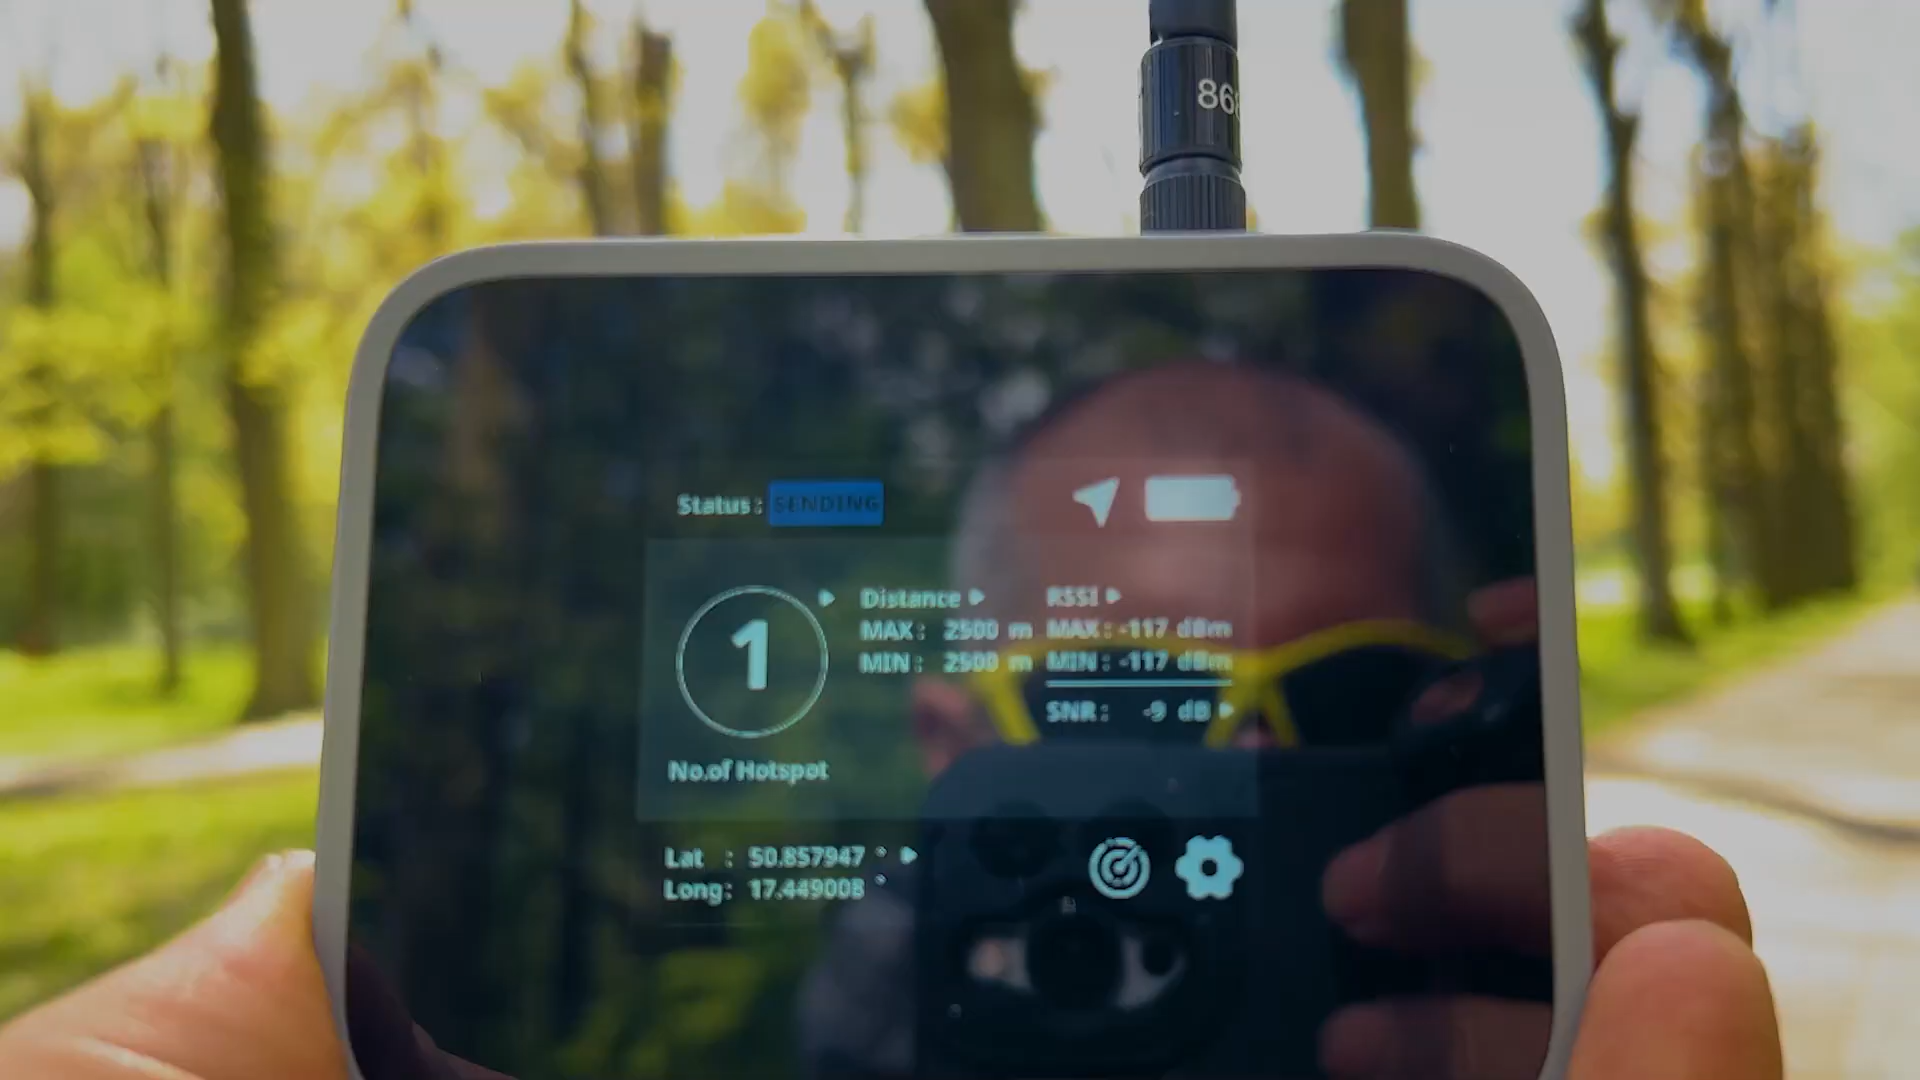 86
Status: SENDING
1
No.of Hotspot
Distance
MAX: 2500 m
MIN: 2500 m
RSSI
MAX: -117 dBm
MIN: -117 dBm
SNR: -9 dB
Lat : 50.857947 °
Long: 17.449008 °